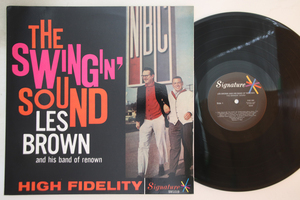 THE
SWINGIN'
SOUND
LES
BROWN
and his band of renown
HIGH FIDELITY
Signature
NBC
Signature